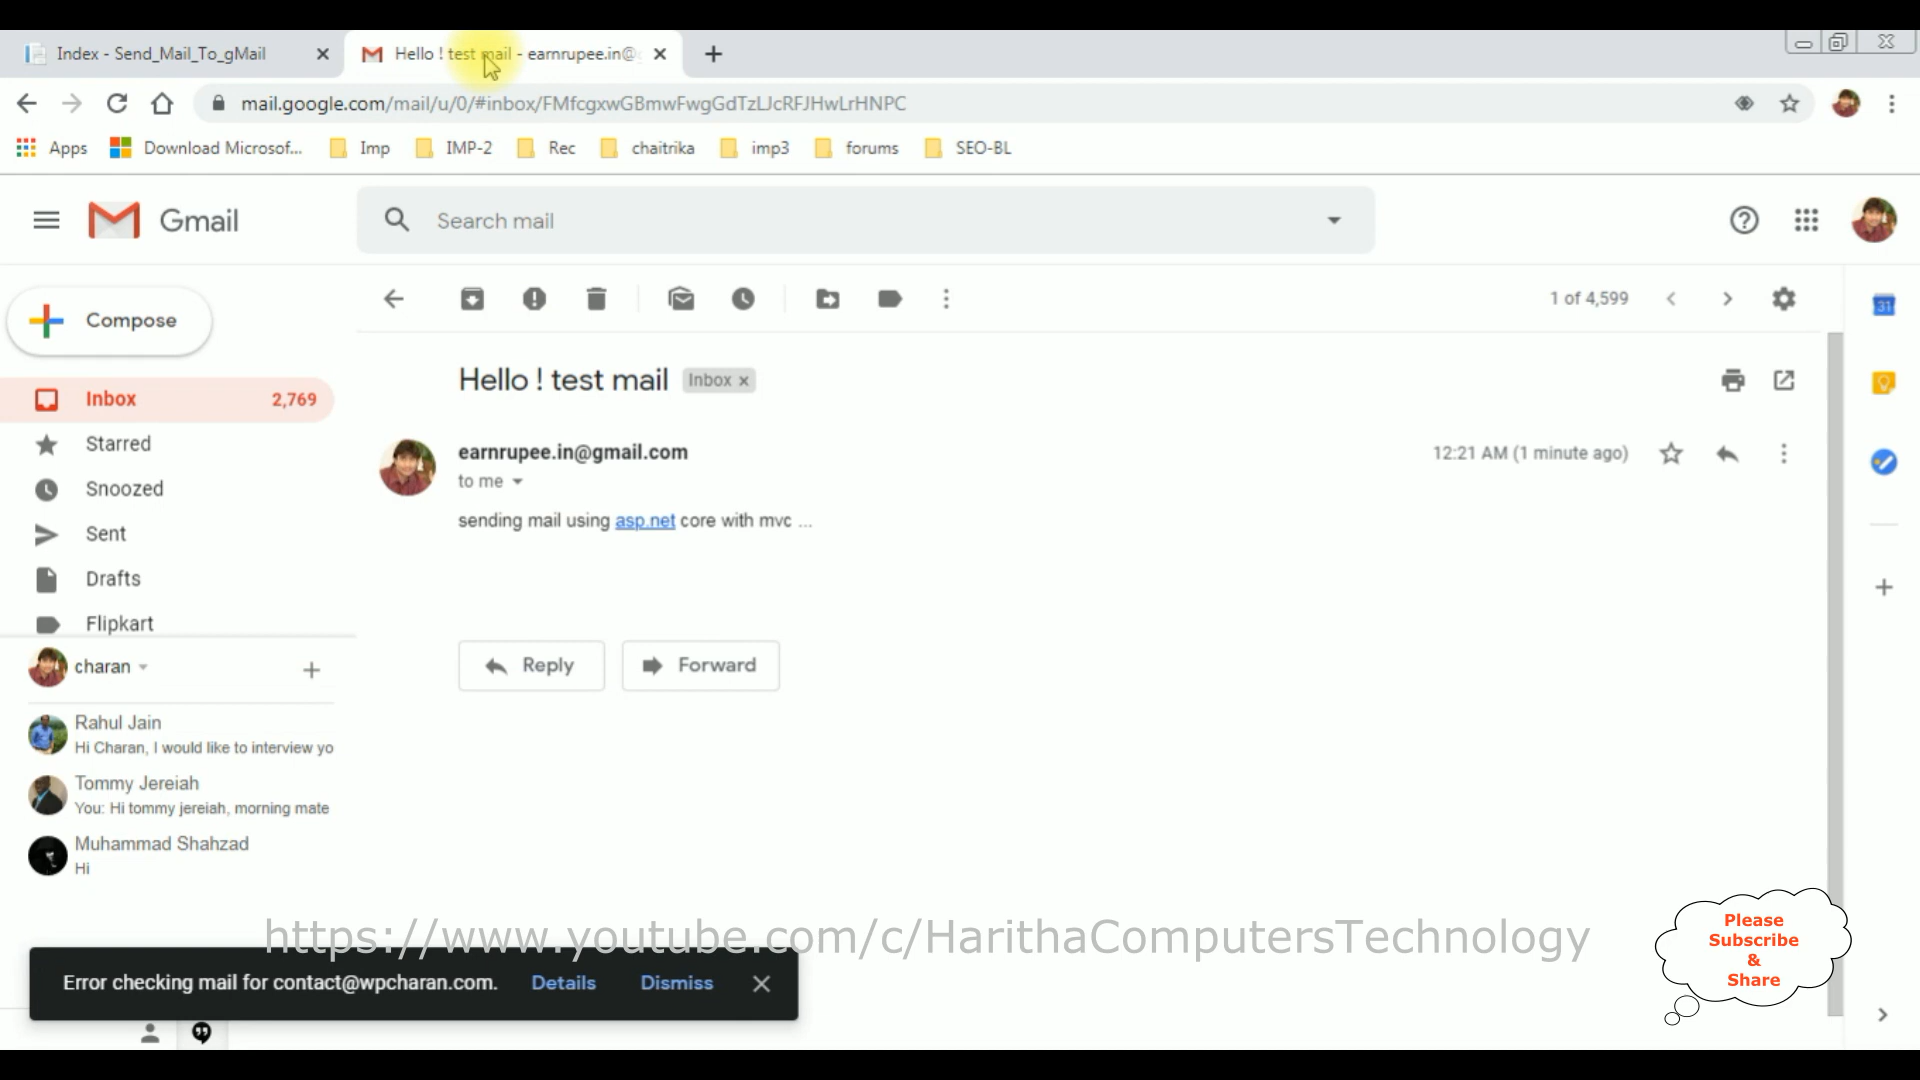 Index - Send_Mail_To_gMail
Hello ! test mail - earnrupee.in@
mail.google.com/mail/u/0/#inbox/FMfcgxwGBmwFwgGdTzLJcRFJHwLrHNPC
Apps Download Microsof... Imp IMP-2 Rec chaitrika imp3 forums SEO-BL
Gmail
Search mail
Compose
1 of 4,599
31
Hello ! test mail
Inbox ×
Inbox 2,769
Starred
Snoozed
Sent
Drafts
Flipkart
earnrupee.in@gmail.com
12:21 AM (1 minute ago)
to me
sending mail using asp.net core with mvc ...
Reply
Forward
charan
Rahul Jain
Hi Charan, I would like to interview yo
Tommy Jereiah
You: Hi tommy jereiah, morning mate
Muhammad Shahzad
Hi
https://www.youtube.com/c/HarithaComputersTechnology
Please
Subscribe
&
Share
Error checking mail for contact@wpcharan.com. Details Dismiss